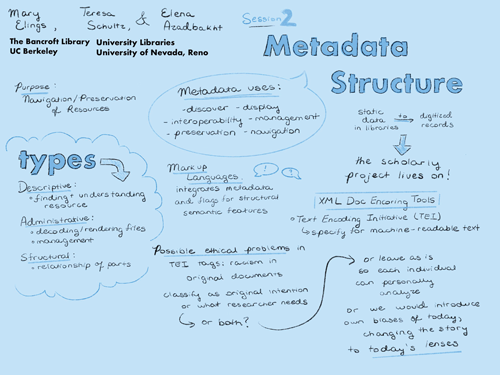 Mary Elings, Teresa Schultz, & Elena Azadbakht
The Bancroft Library
UC Berkeley
University Libraries
University of Nevada, Reno
Session 2
Metadata
Structure
Purpose:
Navigation/Preservation
of Resources
Metadata uses:
- discover - display
- interoperability - management
- preservation - navigation
static
data
in libraries
to
digitized
records
the scholarly
project lives on!
types
Descriptive:
finding + understanding
resource
Administrative:
decoding/rendering files
management
Structural:
relationship of parts
Markup
Languages:
integrates metadata
and flags for structural
semantic features
XML Doc Encoring Tools
Text Encoding Initiative (TEI)
specify for machine-readable text
Possible ethical problems in
TEI tags: racism in
original documents
classify as original intention
or what researcher needs
or both?
or leave as is
so each individual
can personally
analyze
or we would introduce
own biases of today,
changing the story
to today's lenses